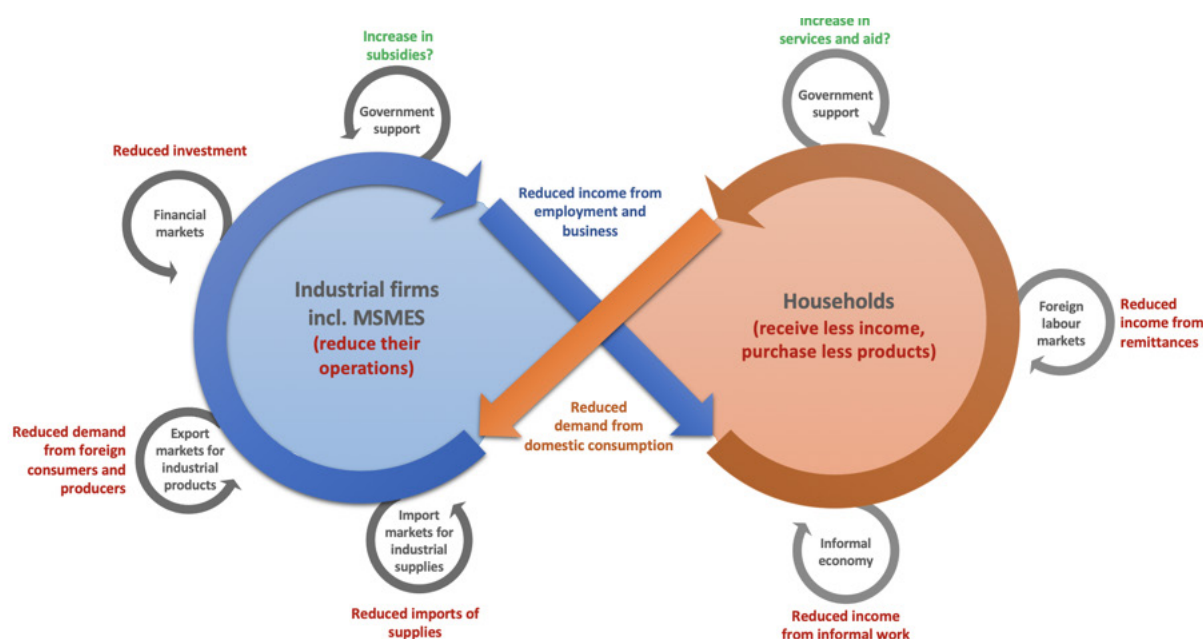 Increase in
subsidies?
Government
support
Reduced investment
Financial
markets
Industrial firms
incl. MSMES
(reduce their
operations)
Reduced demand
from foreign
consumers and
producers
Export
markets for
industrial
products
Import
markets for
industrial
supplies
Reduced imports of
supplies
Reduced income from
employment and
business
Reduced
demand from
domestic consumption
Increase in
services and aid?
Government
support
Households
(receive less income,
purchase less products)
Foreign
labour
markets
Reduced
income from
remittances
Informal
economy
Reduced income
from informal work